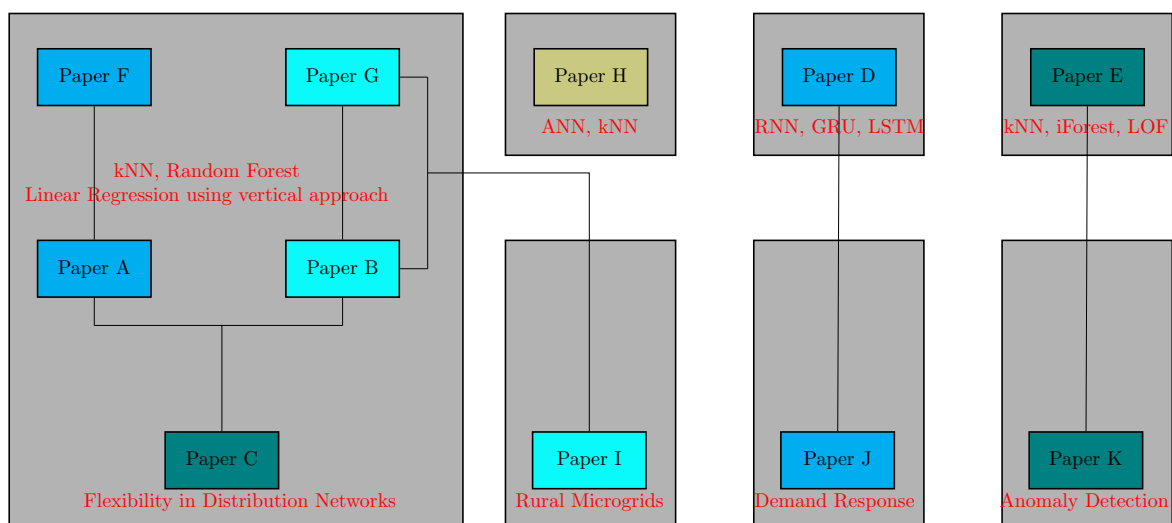 Paper F
Paper G
Paper H
Paper D
Paper E
ANN, kNN
RNN, GRU, LSTM
kNN, iForest, LOF
kNN, Random Forest
Linear Regression using vertical approach
Paper A
Paper B
Paper C
Paper I
Paper J
Paper K
Flexibility in Distribution Networks
Rural Microgrids
Demand Response
Anomaly Detection